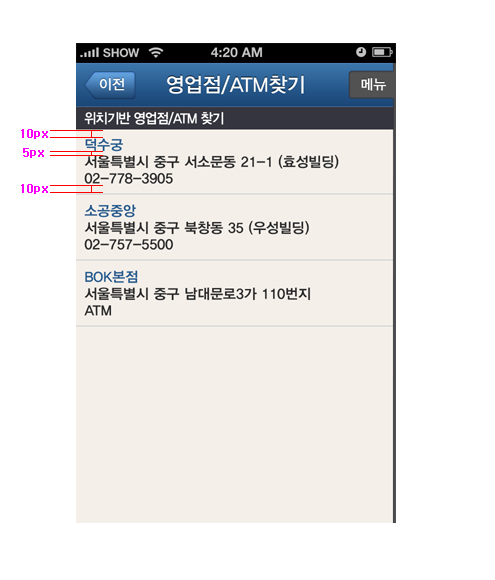 SHOW 4:20 AM
이전 영업점/ATM찾기 메뉴
위치기반 영업점/ATM 찾기
10px
덕수궁
5px
서울특별시 중구 서소문동 21-1 (효성빌딩)
02-778-3905
10px
소공중앙
서울특별시 중구 북창동 35 (우성빌딩)
02-757-5500
BOK본점
서울특별시 중구 남대문로3가 110번지
ATM